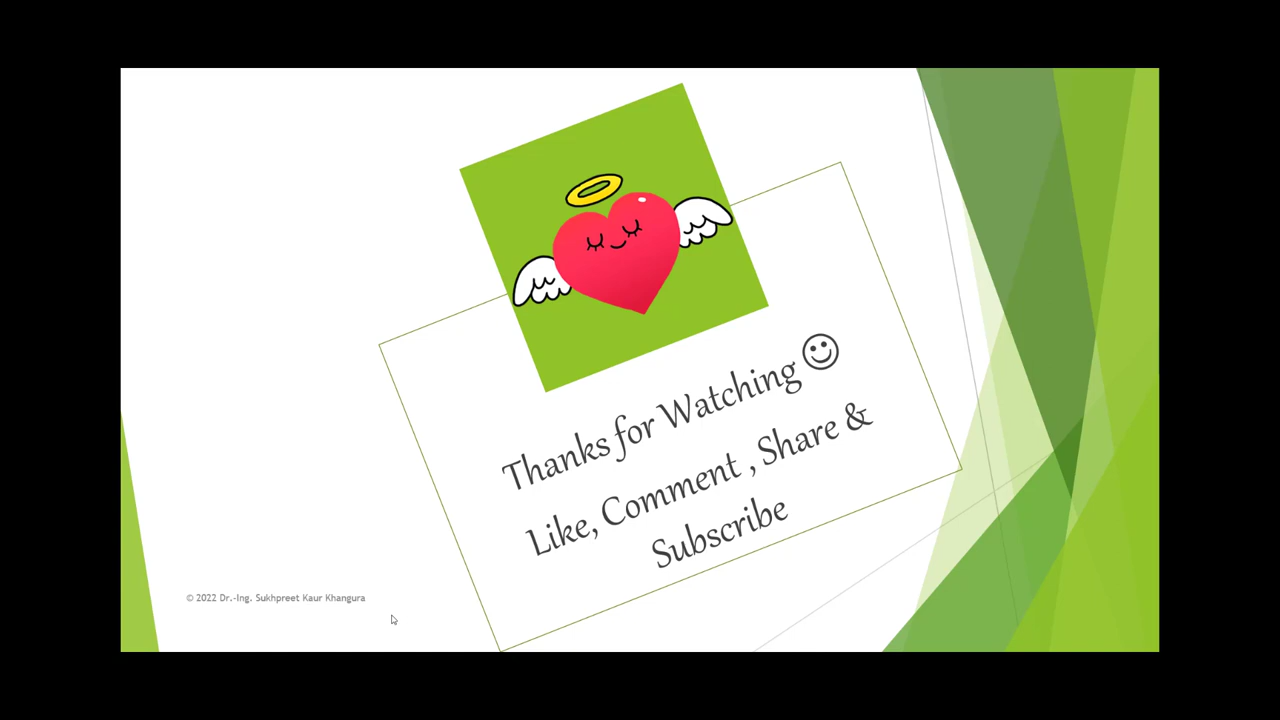 Thanks for Watching ☺
Like, Comment , Share &
Subscribe
© 2022 Dr.-Ing. Sukhpreet Kaur Khangura